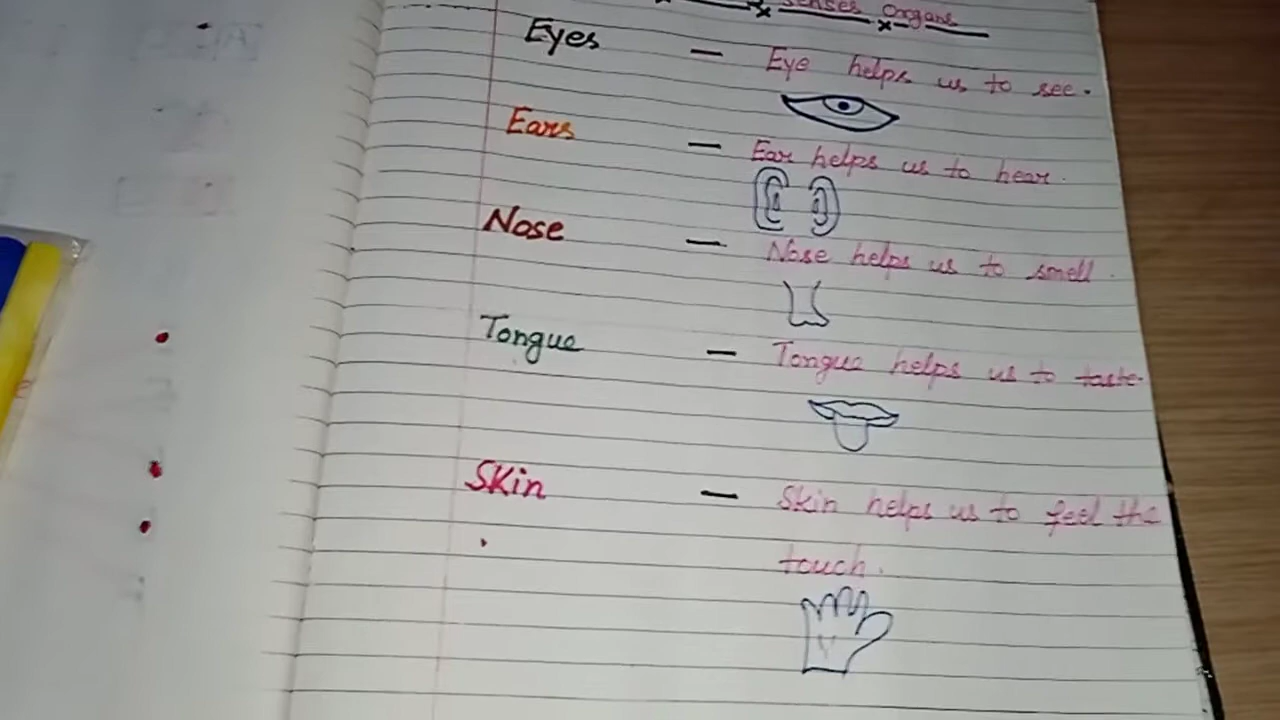 Senses Organs
Eyes — Eye helps us to see.
Ears — Ear helps us to hear.
Nose — Nose helps us to smell.
Tongue — Tongue helps us to taste.
Skin — Skin helps us to feel the
touch.